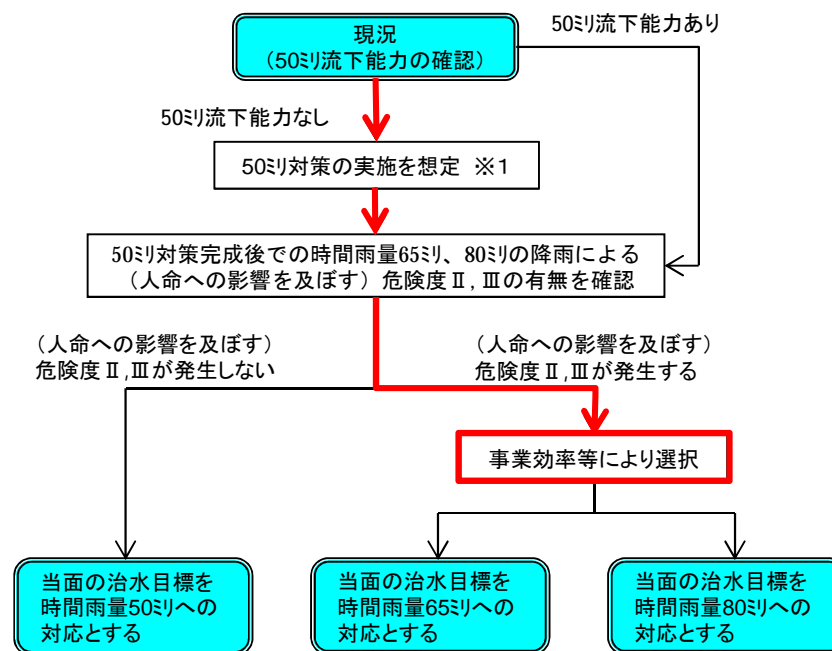 現況
（50ﾐﾘ流下能力の確認）
50ﾐﾘ流下能力あり
50ﾐﾘ流下能力なし
50ﾐﾘ対策の実施を想定 ※1
50ﾐﾘ対策完成後での時間雨量65ﾐﾘ、80ﾐﾘの降雨による
（人命への影響を及ぼす）危険度Ⅱ,Ⅲの有無を確認
（人命への影響を及ぼす）
危険度Ⅱ,Ⅲが発生しない
（人命への影響を及ぼす）
危険度Ⅱ,Ⅲが発生する
事業効率等により選択
当面の治水目標を
時間雨量50ﾐﾘへの
対応とする
当面の治水目標を
時間雨量65ﾐﾘへの
対応とする
当面の治水目標を
時間雨量80ﾐﾘへの
対応とする